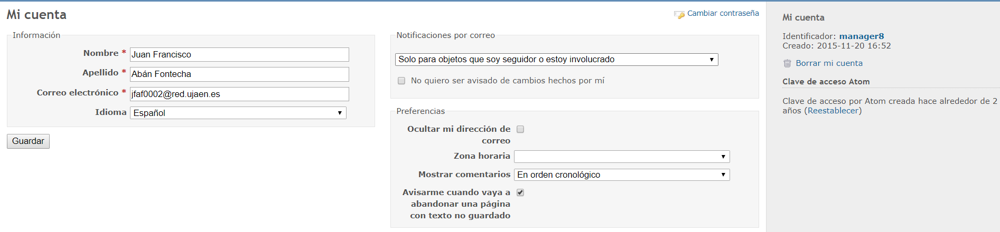 Mi cuenta
Cambiar contraseña
Información
Nombre *
Juan Francisco
Apellido *
Abán Fontecha
Correo electrónico *
jfaf0002@red.ujaen.es
Idioma
Español
Guardar
Notificaciones por correo
Solo para objetos que soy seguidor o estoy involucrado
No quiero ser avisado de cambios hechos por mí
Preferencias
Ocultar mi dirección de
correo
Zona horaria
Mostrar comentarios
En orden cronológico
Avisarme cuando vaya a
abandonar una página
con texto no guardado
Mi cuenta
Identificador: manager8
Creado: 2015-11-20 16:52
Borrar mi cuenta
Clave de acceso Atom
Clave de acceso por Atom creada hace alrededor de 2
años (Reestablecer)